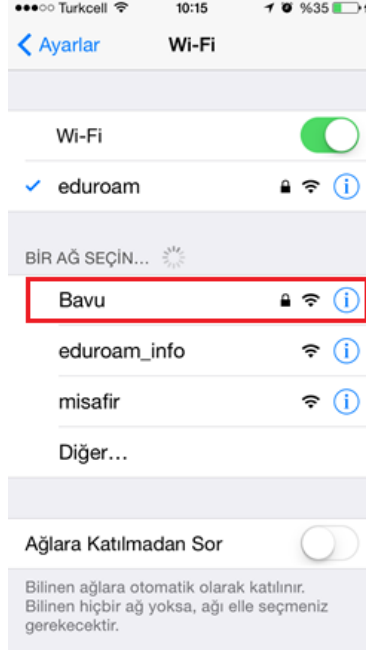 Turkcell 10:15 %35
Ayarlar Wi-Fi
Wi-Fi
eduroam
BİR AĞ SEÇİN...
Bavu
eduroam_info
misafir
Diğer...
Ağlara Katılmadan Sor
Bilinen ağlara otomatik olarak katılınır.
Bilinen hiçbir ağ yoksa, ağı elle seçmeniz
gerekecektir.